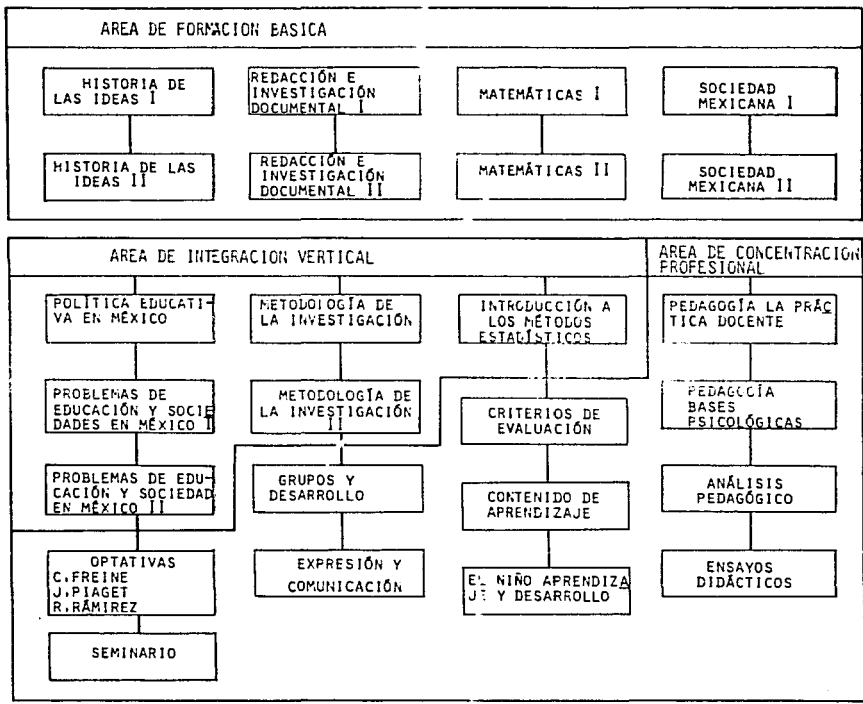 AREA DE FORMACION BASICA
HISTORIA DE
LAS IDEAS I
REDACCIÓN E
INVESTIGACIÓN
DOCUMENTAL I
MATEMÁTICAS I
SOCIEDAD
MEXICANA I
HISTORIA DE LAS
IDEAS II
REDACCIÓN E
INVESTIGACIÓN
DOCUMENTAL II
MATEMÁTICAS II
SOCIEDAD
MEXICANA II
AREA DE INTEGRACION VERTICAL
AREA DE CONCENTRACION
PROFESIONAL
POLÍTICA EDUCATI-
VA EN MÉXICO
METODOLOGÍA DE
LA INVESTIGACIÓN
INTRODUCCIÓN A
LOS MÉTODOS
ESTADÍSTICOS
PEDAGOGÍA LA PRÁC
TICA DOCENTE
PROBLEMAS DE
EDUCACIÓN Y SOCIE
DADES EN MÉXICO I
METODOLOGÍA DE
LA INVESTIGACIÓN
II
CRITERIOS DE
EVALUACIÓN
PEDAGOGÍA
BASES
PSICOLÓGICAS
PROBLEMAS DE EDU-
CACIÓN Y SOCIEDAD
EN MÉXICO II
GRUPOS Y
DESARROLLO
CONTENIDO DE
APRENDIZAJE
ANÁLISIS
PEDAGÓGICO
OPTATIVAS
C.FREINE
J.PIAGET
R.RÁMIREZ
EXPRESIÓN Y
COMUNICACIÓN
EL NIÑO APRENDIZA
JE Y DESARROLLO
ENSAYOS
DIDÁCTICOS
SEMINARIO